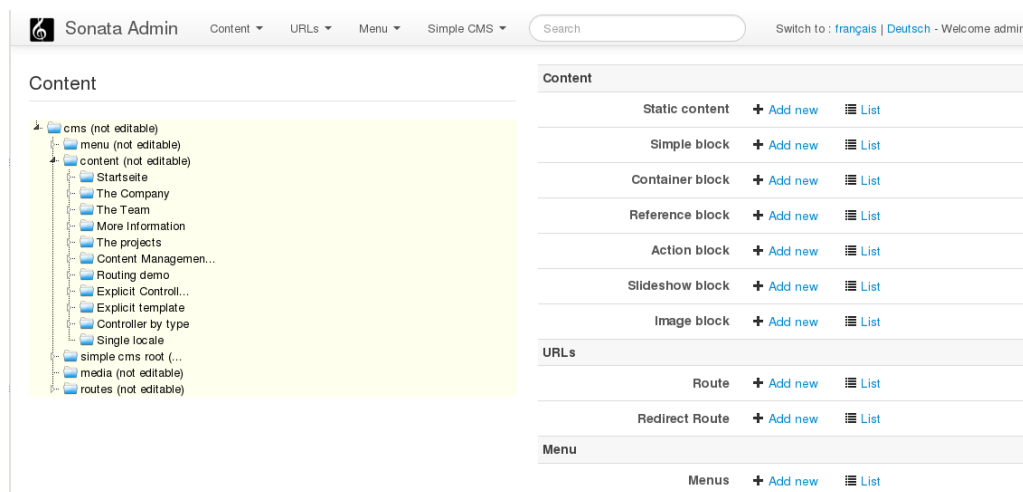 Sonata Admin Content URLs Menu Simple CMS Search Switch to : français | Deutsch - Welcome admin
Content
cms (not editable)
menu (not editable)
content (not editable)
Startseite
The Company
The Team
More Information
The projects
Content Managemen...
Routing demo
Explicit Controll...
Explicit template
Controller by type
Single locale
simple cms root (...
media (not editable)
routes (not editable)
Content
Static content Add new List
Simple block Add new List
Container block Add new List
Reference block Add new List
Action block Add new List
Slideshow block Add new List
Image block Add new List
URLs
Route Add new List
Redirect Route Add new List
Menu
Menus Add new List